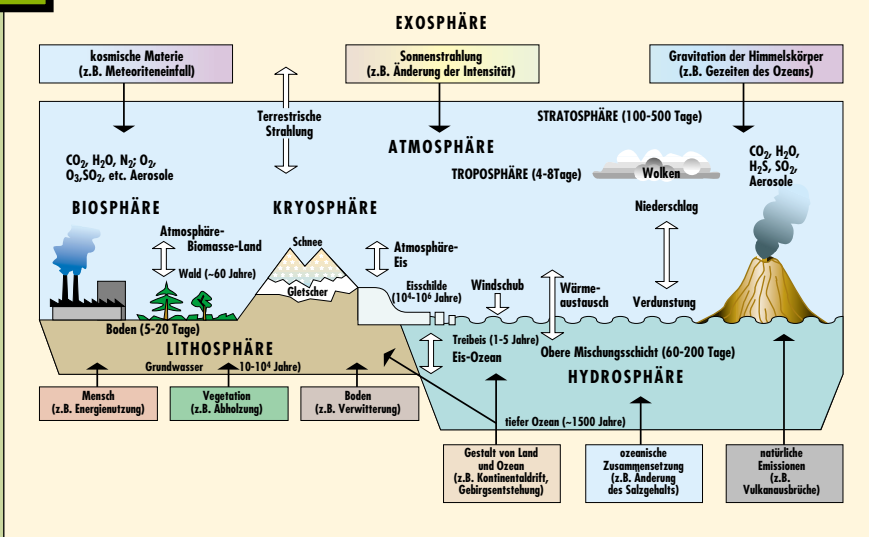 EXOSPHÄRE
kosmische Materie
(z.B. Meteoriteneinfall)
Sonnenstrahlung
(z.B. Änderung der Intensität)
Gravitation der Himmelskörper
(z.B. Gezeiten des Ozeans)
Terrestrische
Strahlung
STRATOSPHÄRE (100-500 Tage)
ATMOSPHÄRE
CO₂, H₂O, N₂; O₂,
O₃,SO₂, etc. Aerosole
TROPOSPHÄRE (4-8Tage)
Wolken
CO₂, H₂O,
H₂S, SO₂,
Aerosole
BIOSPHÄRE
KRYOSPHÄRE
Niederschlag
Atmosphäre-
Biomasse-Land
Schnee
Atmosphäre-
Eis
Wald (~60 Jahre)
Gletscher
Eisschilde
(10⁴-10⁶ Jahre)
Windschub
Wärme-
austausch
Verdunstung
Boden (5-20 Tage)
Treibeis (1-5 Jahre)
Eis-Ozean
Obere Mischungsschicht (60-200 Tage)
LITHOSPHÄRE
Grundwasser 10-10⁴ Jahre)
HYDROSPHÄRE
Mensch
(z.B. Energienutzung)
Vegetation
(z.B. Abholzung)
Boden
(z.B. Verwitterung)
tiefer Ozean (~1500 Jahre)
Gestalt von Land
und Ozean
(z.B. Kontinentaldrift,
Gebirgsentstehung)
ozeanische
Zusammensetzung
(z.B. Änderung
des Salzgehalts)
natürliche
Emissionen
(z.B.
Vulkanausbrüche)